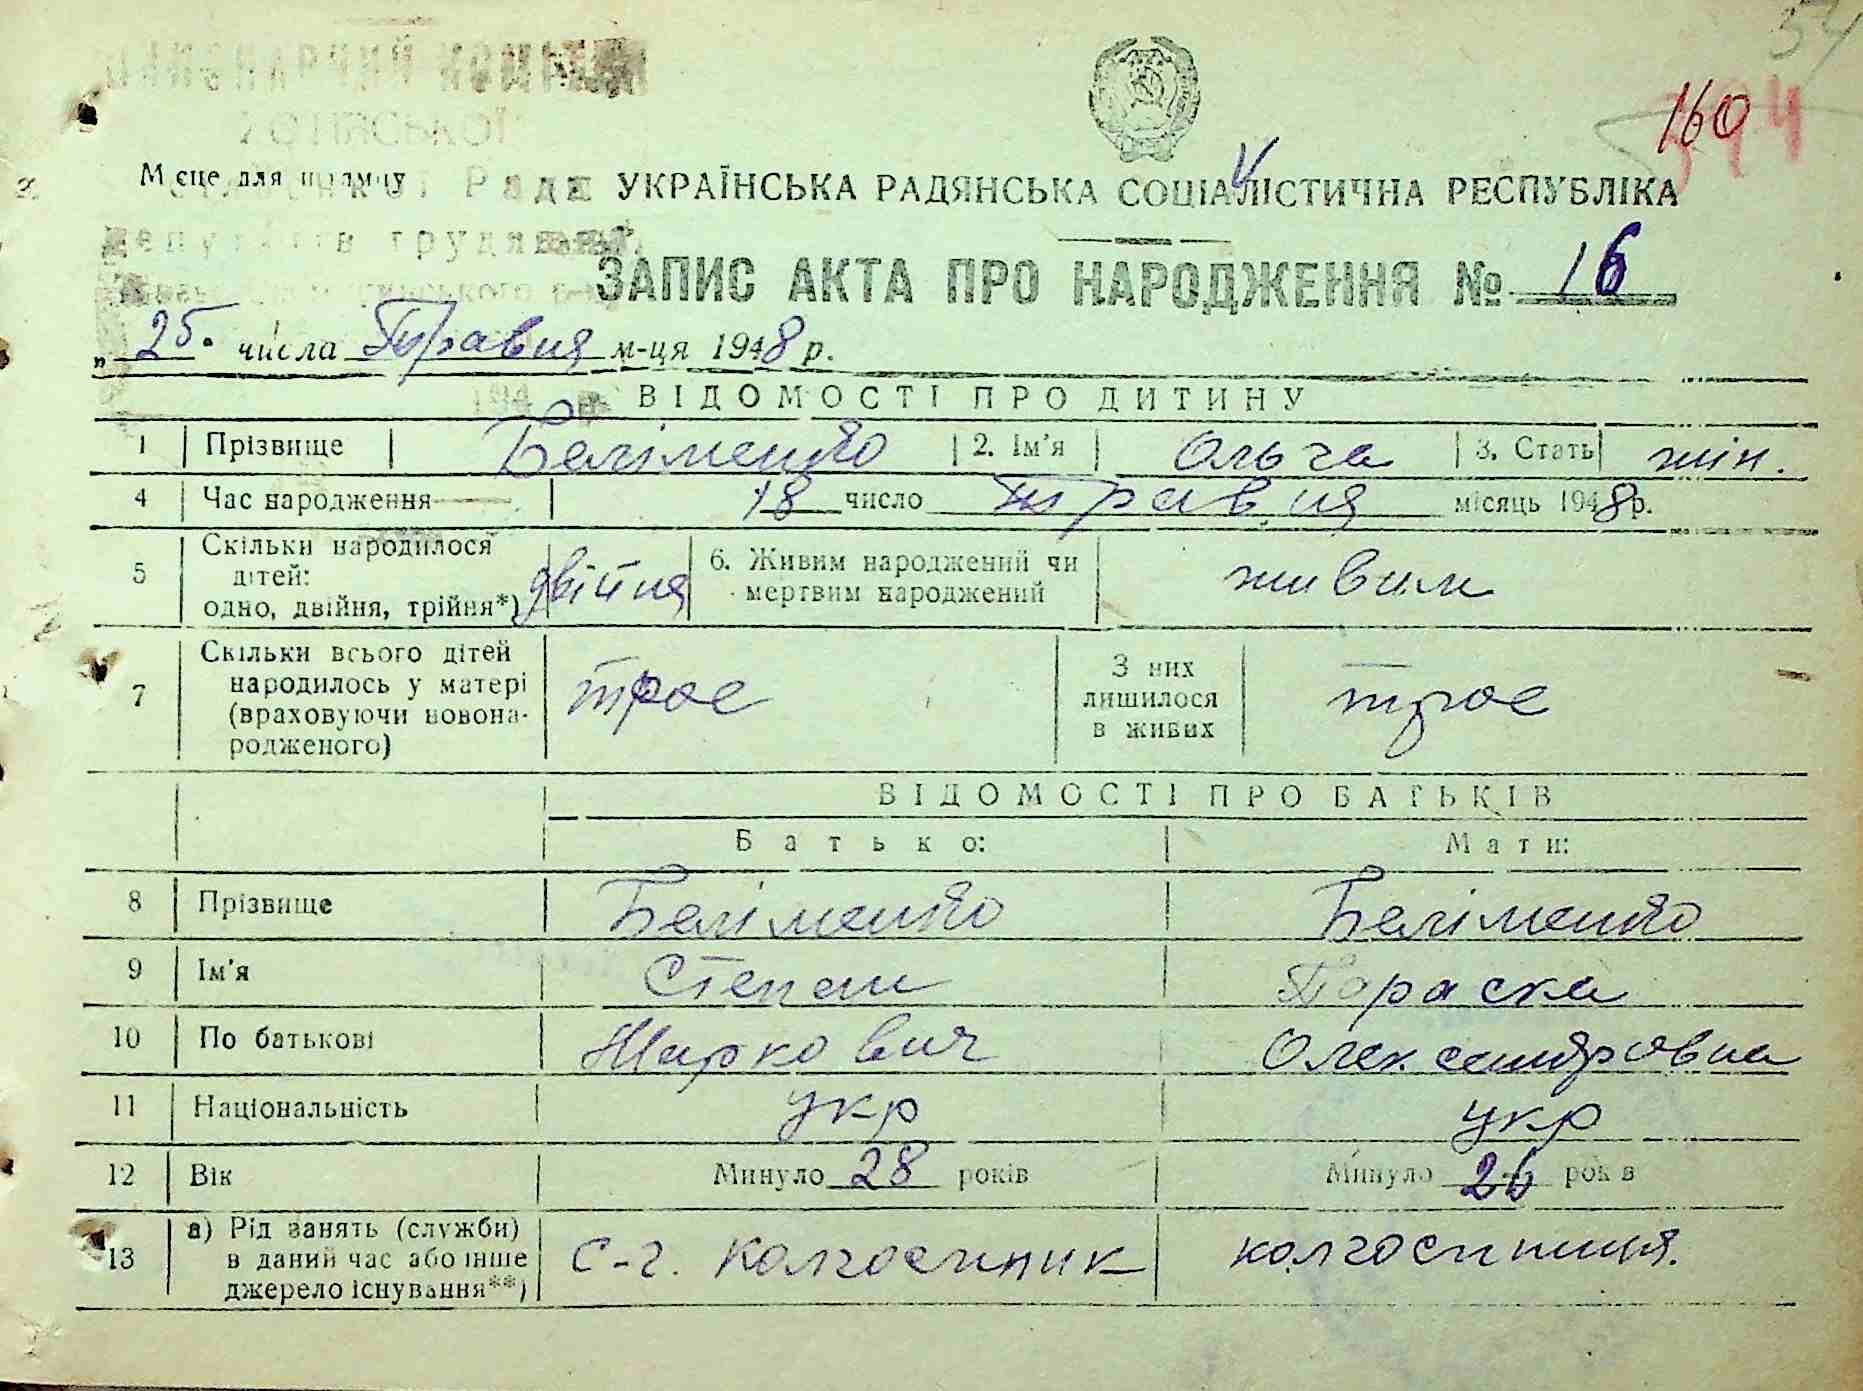 54
160
Місце для штампу
УКРАЇНСЬКА РАДЯНСЬКА СОЦІАЛІСТИЧНА РЕСПУБЛІКА
ЗАПИС АКТА ПРО НАРОДЖЕННЯ № 16
„ 25. числа Травня м-ця 1948 р.
ВІДОМОСТІ ПРО ДИТИНУ
1 Прізвище Беліменко 2. Ім'я Ольга 3. Стать жін.
4 Час народження 18 число травня місяць 1948 р.
5 Скільки народилося дітей: одно, двійня, трійня*) двійня 6. Живим народжений чи мертвим народжений живим
7 Скільки всього дітей народилось у матері (враховуючи новонародженого) троє З них лишилося в живих троє
ВІДОМОСТІ ПРО БАТЬКІВ
Батько: Мати:
8 Прізвище Беліменко Беліменко
9 Ім'я Степан Параска
10 По батькові Маркович Олександровна
11 Національність укр укр
12 Вік Минуло 28 років Минуло 26 років
13 а) Рід занять (служби) в даний час або інше джерело існування**) с-г. колгоспник колгоспниця.